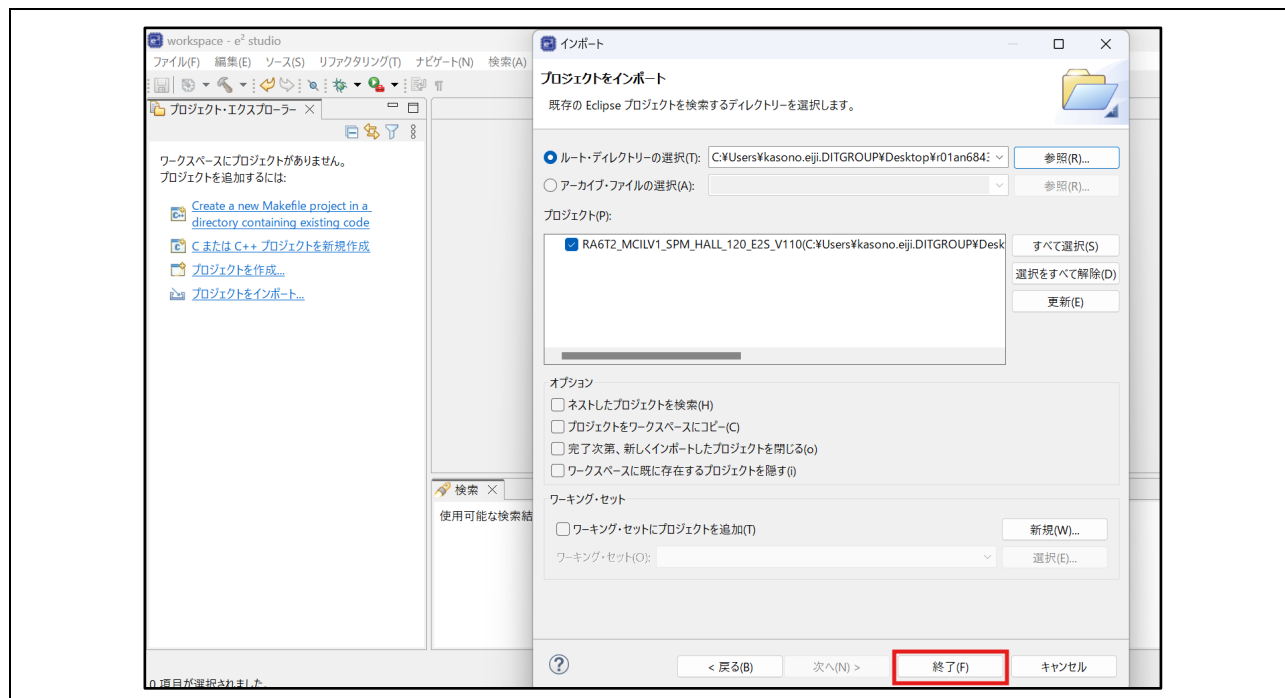 workspace - e² studio
ファイル(F) 編集(E) ソース(S) リファクタリング(T) ナビゲート(N) 検索(A)
プロジェクト・エクスプローラー
ワークスペースにプロジェクトがありません。
プロジェクトを追加するには:
Create a new Makefile project in a
directory containing existing code
C または C++ プロジェクトを新規作成
プロジェクトを作成...
プロジェクトをインポート...
検索
使用可能な検索結
0 項目が選択されました
インポート
プロジェクトをインポート
既存の Eclipse プロジェクトを検索するディレクトリーを選択します。
ルート・ディレクトリーの選択(T): C:¥Users¥kasono.eiji.DITGROUP¥Desktop¥r01an6843 参照(R)...
アーカイブ・ファイルの選択(A): 参照(R)...
プロジェクト(P):
RA6T2_MCILV1_SPM_HALL_120_E2S_V110(C:¥Users¥kasono.eiji.DITGROUP¥Desk
すべて選択(S)
選択をすべて解除(D)
更新(E)
オプション
ネストしたプロジェクトを検索(H)
プロジェクトをワークスペースにコピー(C)
完了次第、新しくインポートしたプロジェクトを閉じる(o)
ワークスペースに既に存在するプロジェクトを隠す(i)
ワーキング・セット
ワーキング・セットにプロジェクトを追加(T) 新規(W)...
ワーキング・セット(O): 選択(E)...
< 戻る(B) 次へ(N) > 終了(F) キャンセル